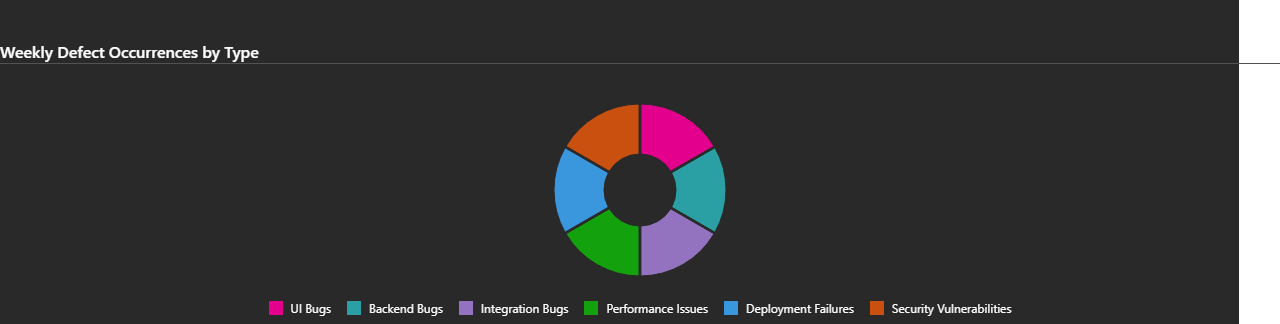 Weekly Defect Occurrences by Type
UI Bugs Backend Bugs Integration Bugs Performance Issues Deployment Failures Security Vulnerabilities